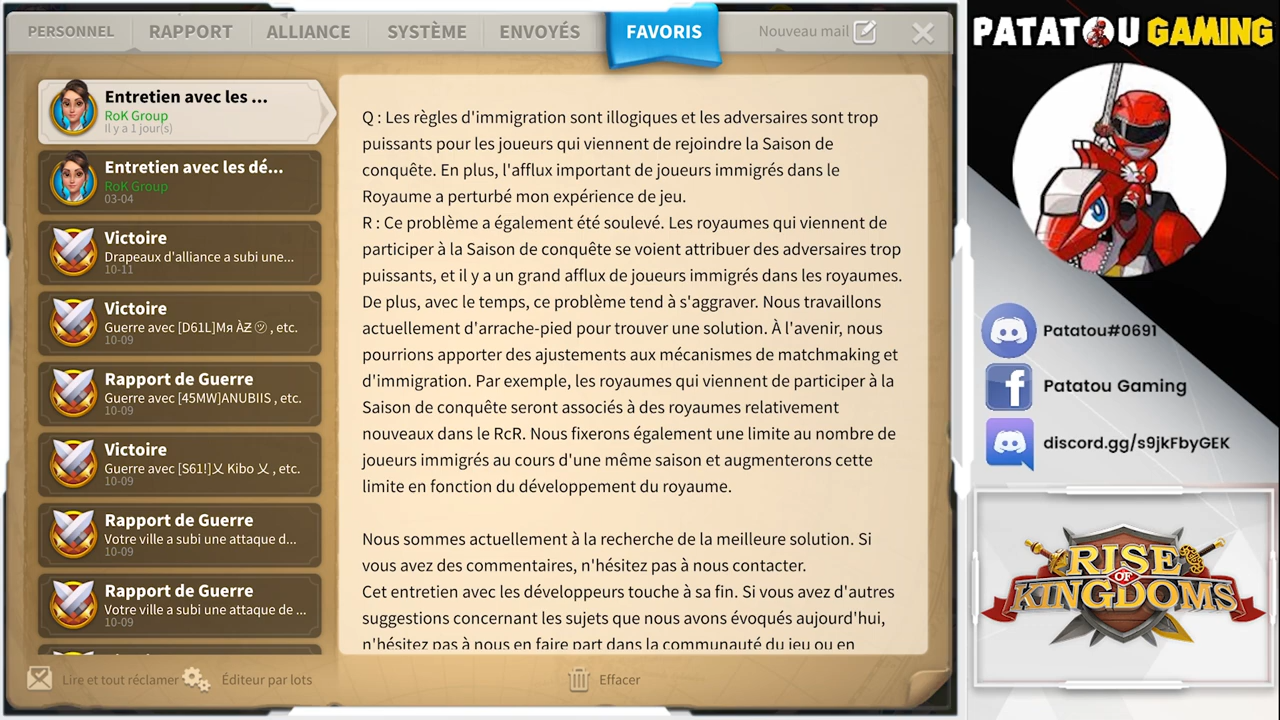 PERSONNEL
RAPPORT
ALLIANCE
SYSTÈME
ENVOYÉS
FAVORIS
Nouveau mail
Entretien avec les ...
RoK Group
Il y a 1 jour(s)
Entretien avec les dé...
RoK Group
03-04
Victoire
Drapeaux d'alliance a subi une...
10-11
Victoire
Guerre avec [D61L]Mя ÀƵ ㋡ , etc.
10-09
Rapport de Guerre
Guerre avec [45MW]ANUBIIS , etc.
10-09
Victoire
Guerre avec [S61!]乂 Kibo 乂 , etc.
10-09
Rapport de Guerre
Votre ville a subi une attaque d...
10-09
Rapport de Guerre
Votre ville a subi une attaque de ...
10-09
Q : Les règles d'immigration sont illogiques et les adversaires sont trop
puissants pour les joueurs qui viennent de rejoindre la Saison de
conquête. En plus, l'afflux important de joueurs immigrés dans le
Royaume a perturbé mon expérience de jeu.
R : Ce problème a également été soulevé. Les royaumes qui viennent de
participer à la Saison de conquête se voient attribuer des adversaires trop
puissants, et il y a un grand afflux de joueurs immigrés dans les royaumes.
De plus, avec le temps, ce problème tend à s'aggraver. Nous travaillons
actuellement d'arrache-pied pour trouver une solution. À l'avenir, nous
pourrions apporter des ajustements aux mécanismes de matchmaking et
d'immigration. Par exemple, les royaumes qui viennent de participer à la
Saison de conquête seront associés à des royaumes relativement
nouveaux dans le RcR. Nous fixerons également une limite au nombre de
joueurs immigrés au cours d'une même saison et augmenterons cette
limite en fonction du développement du royaume.
Nous sommes actuellement à la recherche de la meilleure solution. Si
vous avez des commentaires, n'hésitez pas à nous contacter.
Cet entretien avec les développeurs touche à sa fin. Si vous avez d'autres
suggestions concernant les sujets que nous avons évoqués aujourd'hui,
n'hésitez pas à nous en faire part dans la communauté du jeu ou en
Lire et tout réclamer
Éditeur par lots
Effacer
PATATOU GAMING
Patatou#0691
Patatou Gaming
discord.gg/s9jkFbyGEK
RISE
OF
KINGDOMS